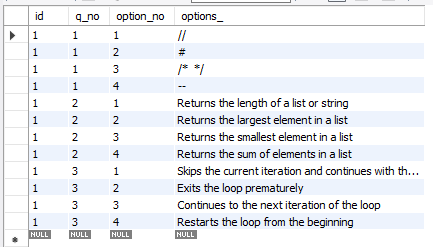 id q_no option_no options_
1 1 1 //
1 1 2 #
1 1 3 /* */
1 1 4 --
1 2 1 Returns the length of a list or string
1 2 2 Returns the largest element in a list
1 2 3 Returns the smallest element in a list
1 2 4 Returns the sum of elements in a list
1 3 1 Skips the current iteration and continues with th...
1 3 2 Exits the loop prematurely
1 3 3 Continues to the next iteration of the loop
1 3 4 Restarts the loop from the beginning
NULL NULL NULL NULL